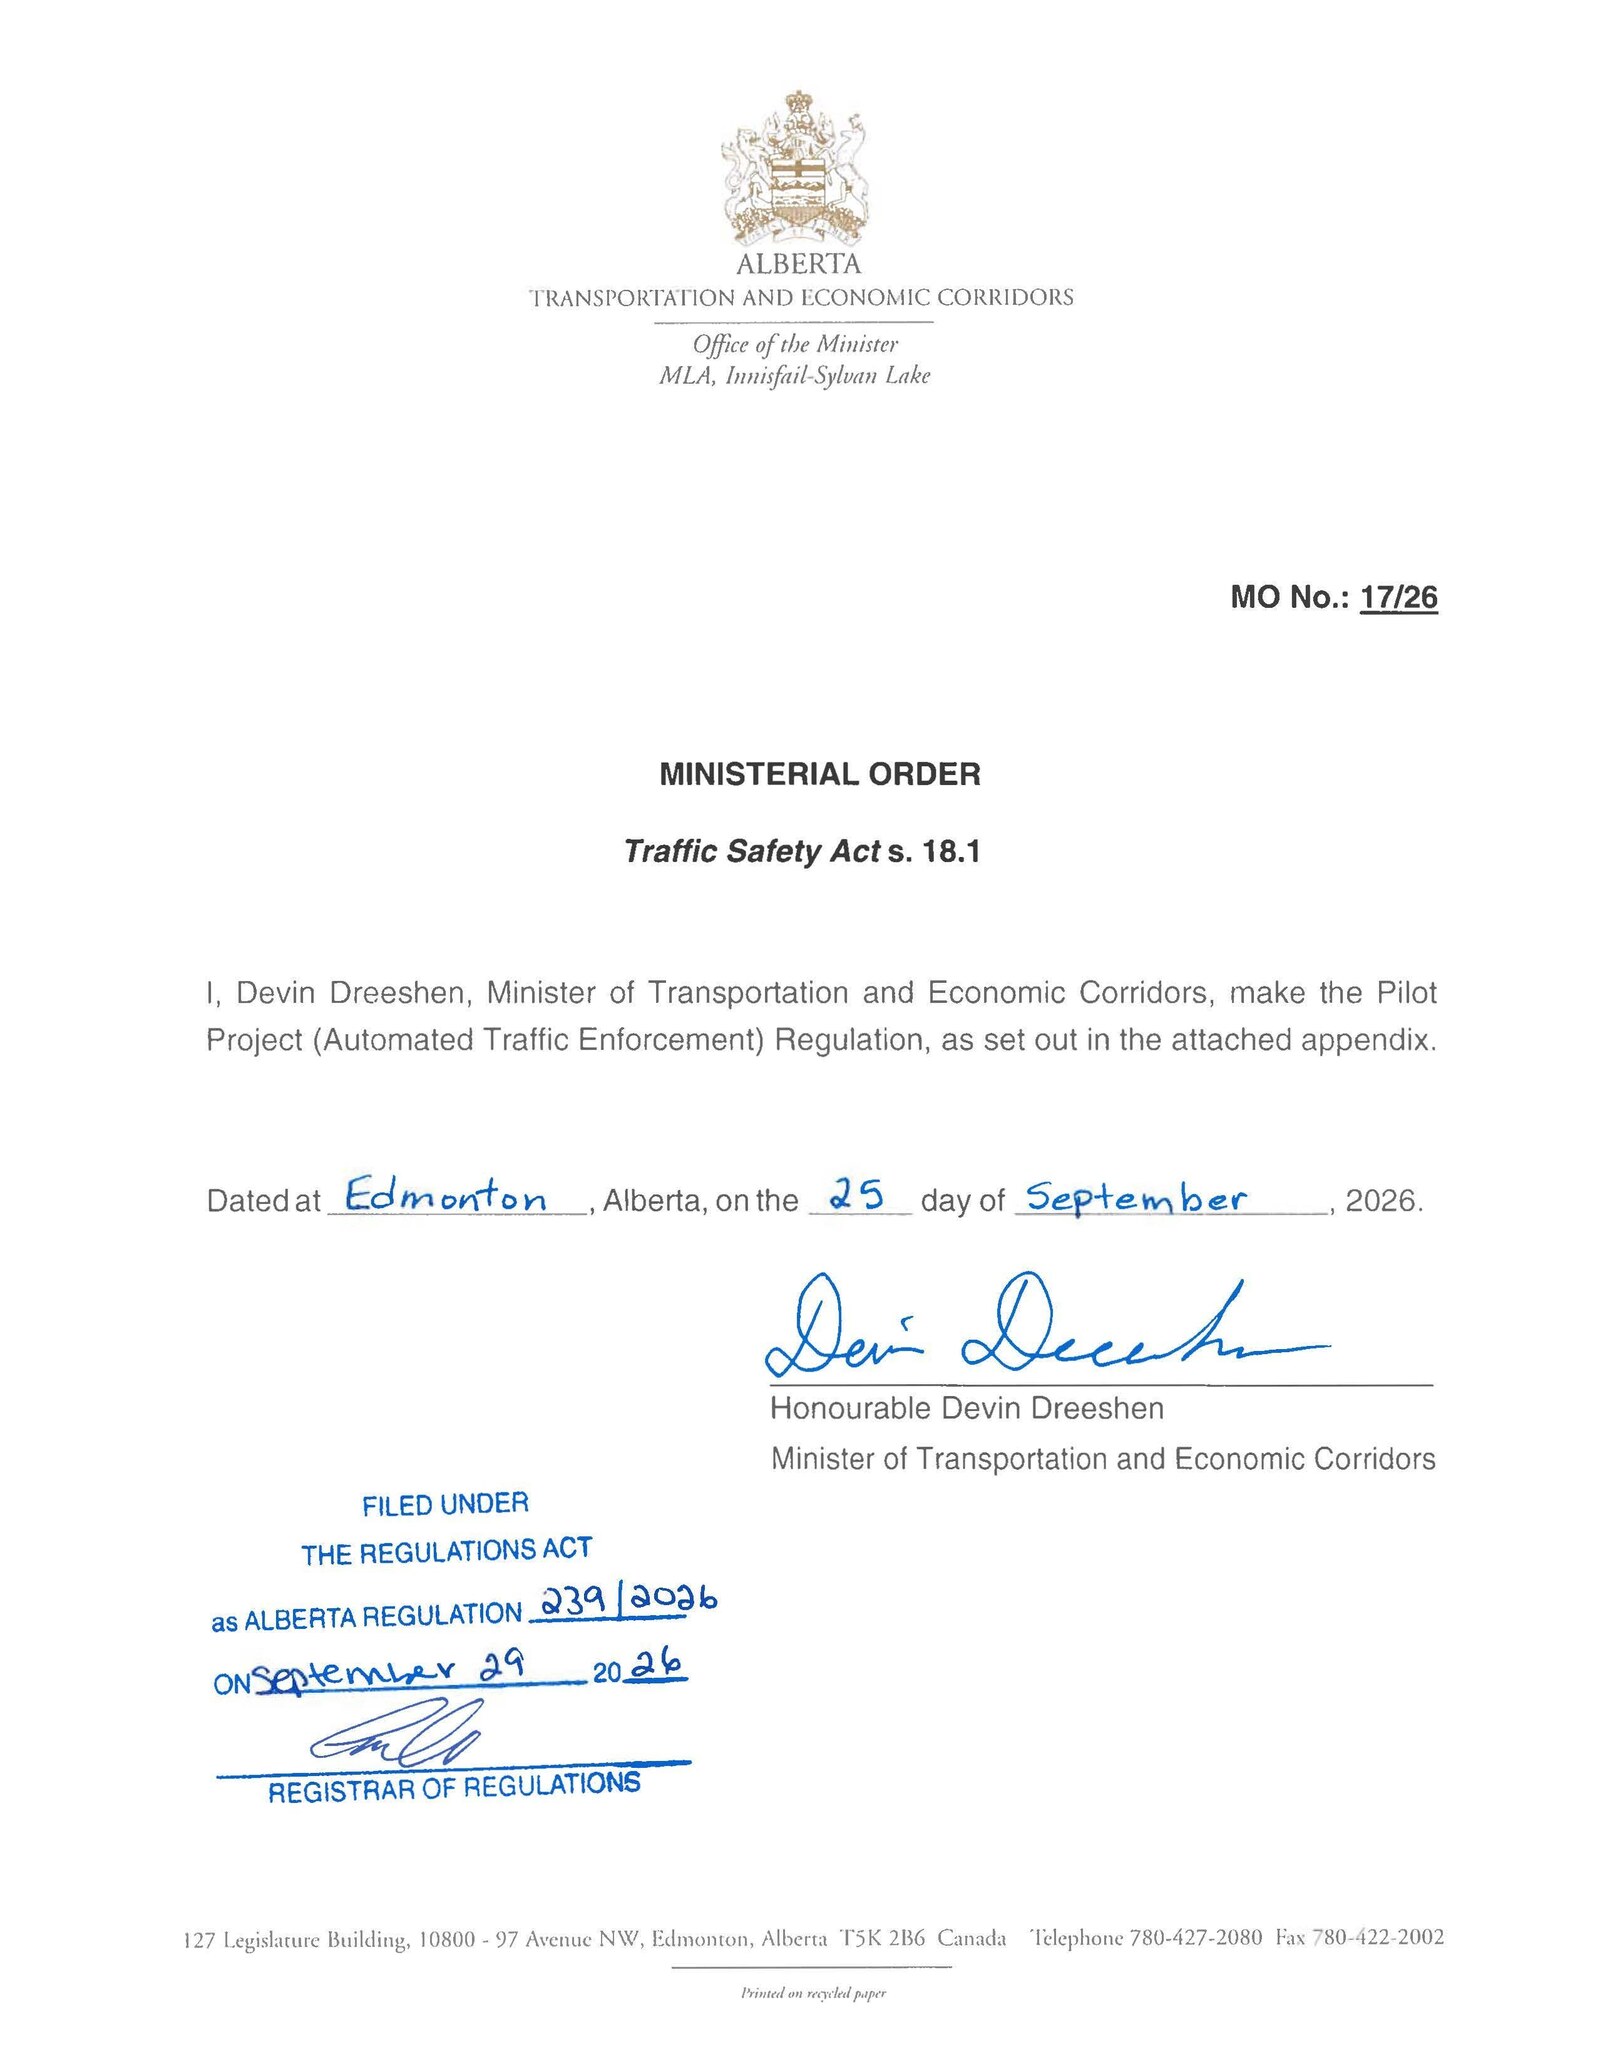 ALBERTA
TRANSPORTATION AND ECONOMIC CORRIDORS
Office of the Minister
MLA, Innisfail-Sylvan Lake
MO No.: 17/26
MINISTERIAL ORDER
Traffic Safety Act s. 18.1
I, Devin Dreeshen, Minister of Transportation and Economic Corridors, make the Pilot
Project (Automated Traffic Enforcement) Regulation, as set out in the attached appendix.
Dated at Edmonton, Alberta, on the 25 day of September, 2026.
Devin Dreeshen
Honourable Devin Dreeshen
Minister of Transportation and Economic Corridors
FILED UNDER
THE REGULATIONS ACT
as ALBERTA REGULATION 239/2026
ON September 29 2026
REGISTRAR OF REGULATIONS
127 Legislature Building, 10800 - 97 Avenue NW, Edmonton, Alberta T5K 2B6 Canada Telephone 780-427-2080 Fax 780-422-2002
Printed on recycled paper